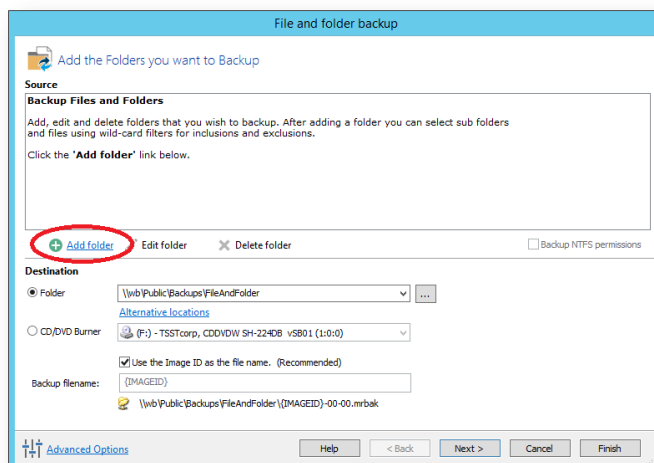 File and folder backup
Add the Folders you want to Backup
Source
Backup Files and Folders
Add, edit and delete folders that you wish to backup. After adding a folder you can select sub folders
and files using wild-card filters for inclusions and exclusions.
Click the 'Add folder' link below.
Add folder Edit folder Delete folder Backup NTFS permissions
Destination
Folder \\wb\Public\Backups\FileAndFolder ...
Alternative locations
CD/DVD Burner (F:) - TSSTcorp, CDDVDW SH-224DB vSB01 (1:0:0)
Use the Image ID as the file name. (Recommended)
Backup filename: {IMAGEID}
\\wb\Public\Backups\FileAndFolder\{IMAGEID}-00-00.mrbak
Advanced Options Help < Back Next > Cancel Finish